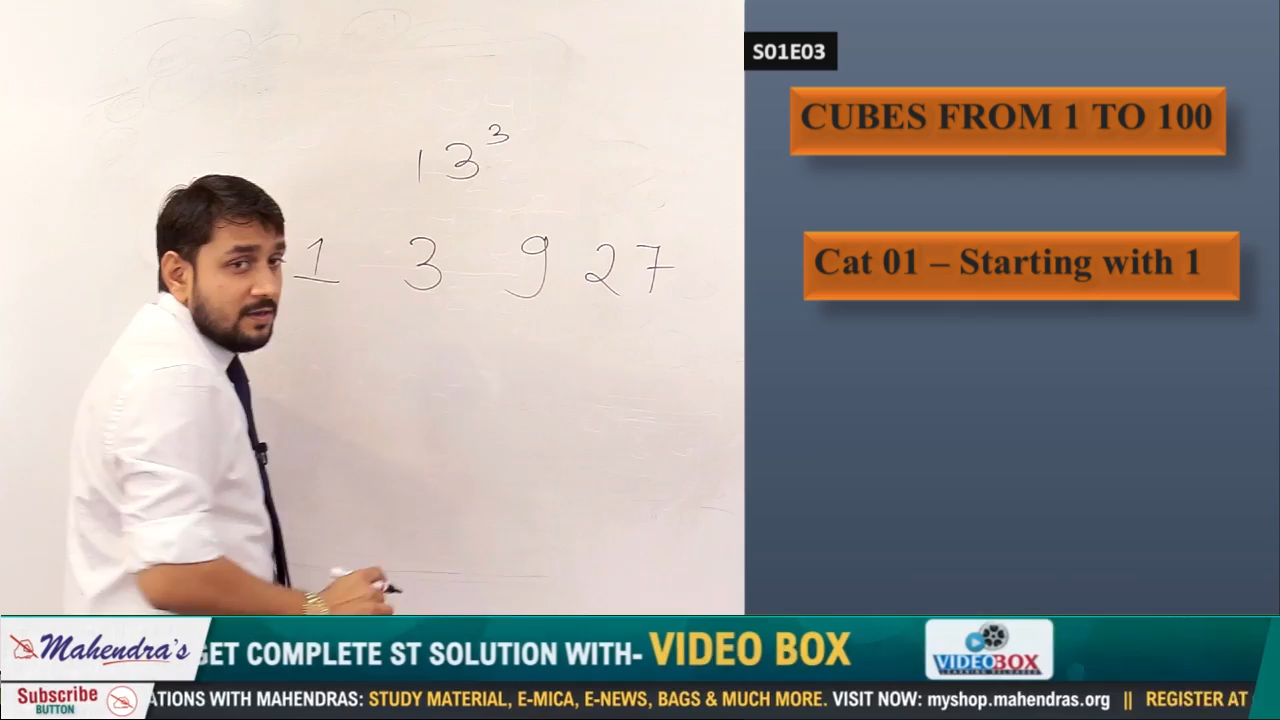 13³
1 3 9 27
S01E03
CUBES FROM 1 TO 100
Cat 01 – Starting with 1
Mahendra's
GET COMPLETE ST SOLUTION WITH- VIDEO BOX
VIDEOBOX
LEARNING RELOADED
Subscribe
BUTTON
ATIONS WITH MAHENDRAS: STUDY MATERIAL, E-MICA, E-NEWS, BAGS & MUCH MORE. VISIT NOW: myshop.mahendras.org || REGISTER AT